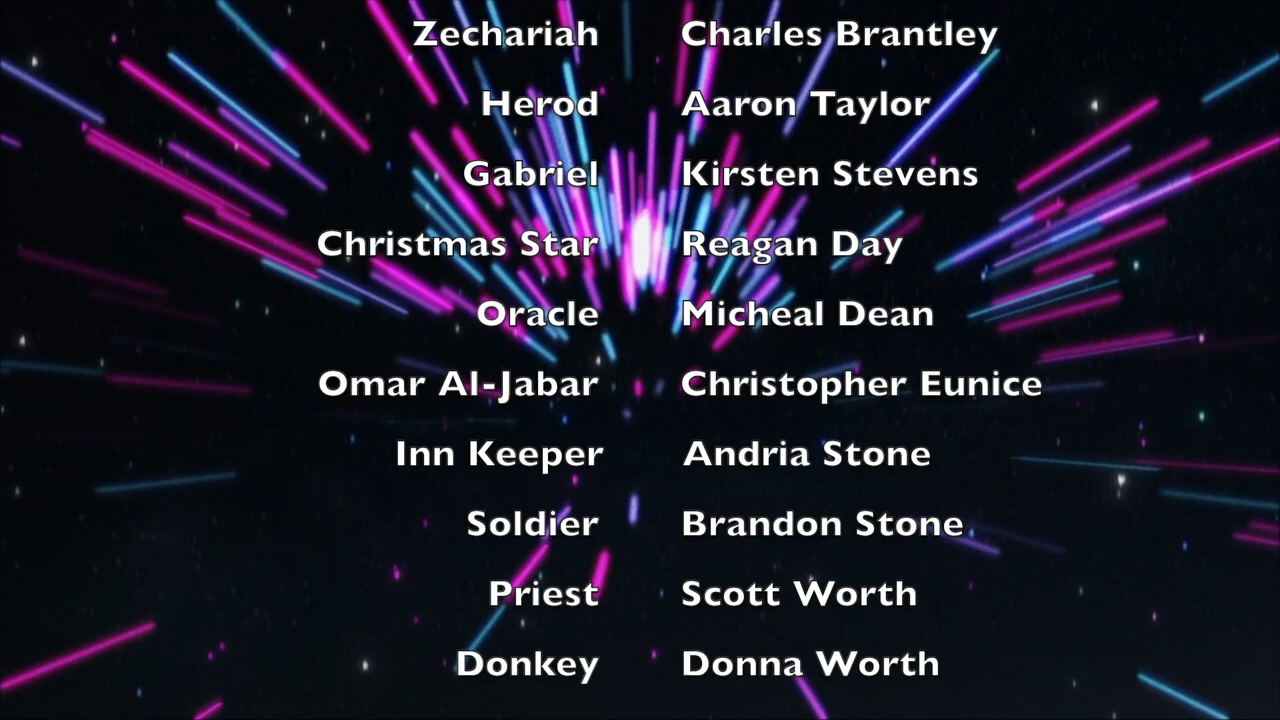 Zechariah Charles Brantley
Herod Aaron Taylor
Gabriel Kirsten Stevens
Christmas Star Reagan Day
Oracle Micheal Dean
Omar Al-Jabar Christopher Eunice
Inn Keeper Andria Stone
Soldier Brandon Stone
Priest Scott Worth
Donkey Donna Worth